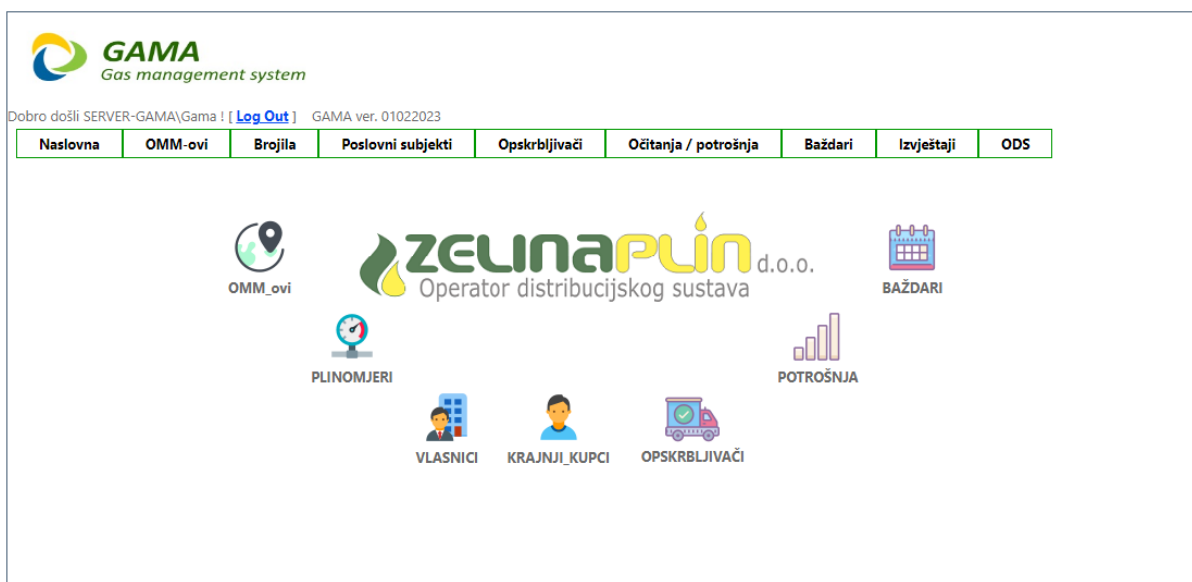 GAMA
Gas management system
Dobro došli SERVER-GAMA\Gama ! [ Log Out ] GAMA ver. 01022023
Naslovna OMM-ovi Brojila Poslovni subjekti Opskrbljivači Očitanja / potrošnja Baždari Izvještaji ODS
ZELINAPLIN d.o.o.
Operator distribucijskog sustava
OMM_ovi BAŽDARI
PLINOMJERI POTROŠNJA
VLASNICI KRAJNJI_KUPCI OPSKRBLJIVAČI